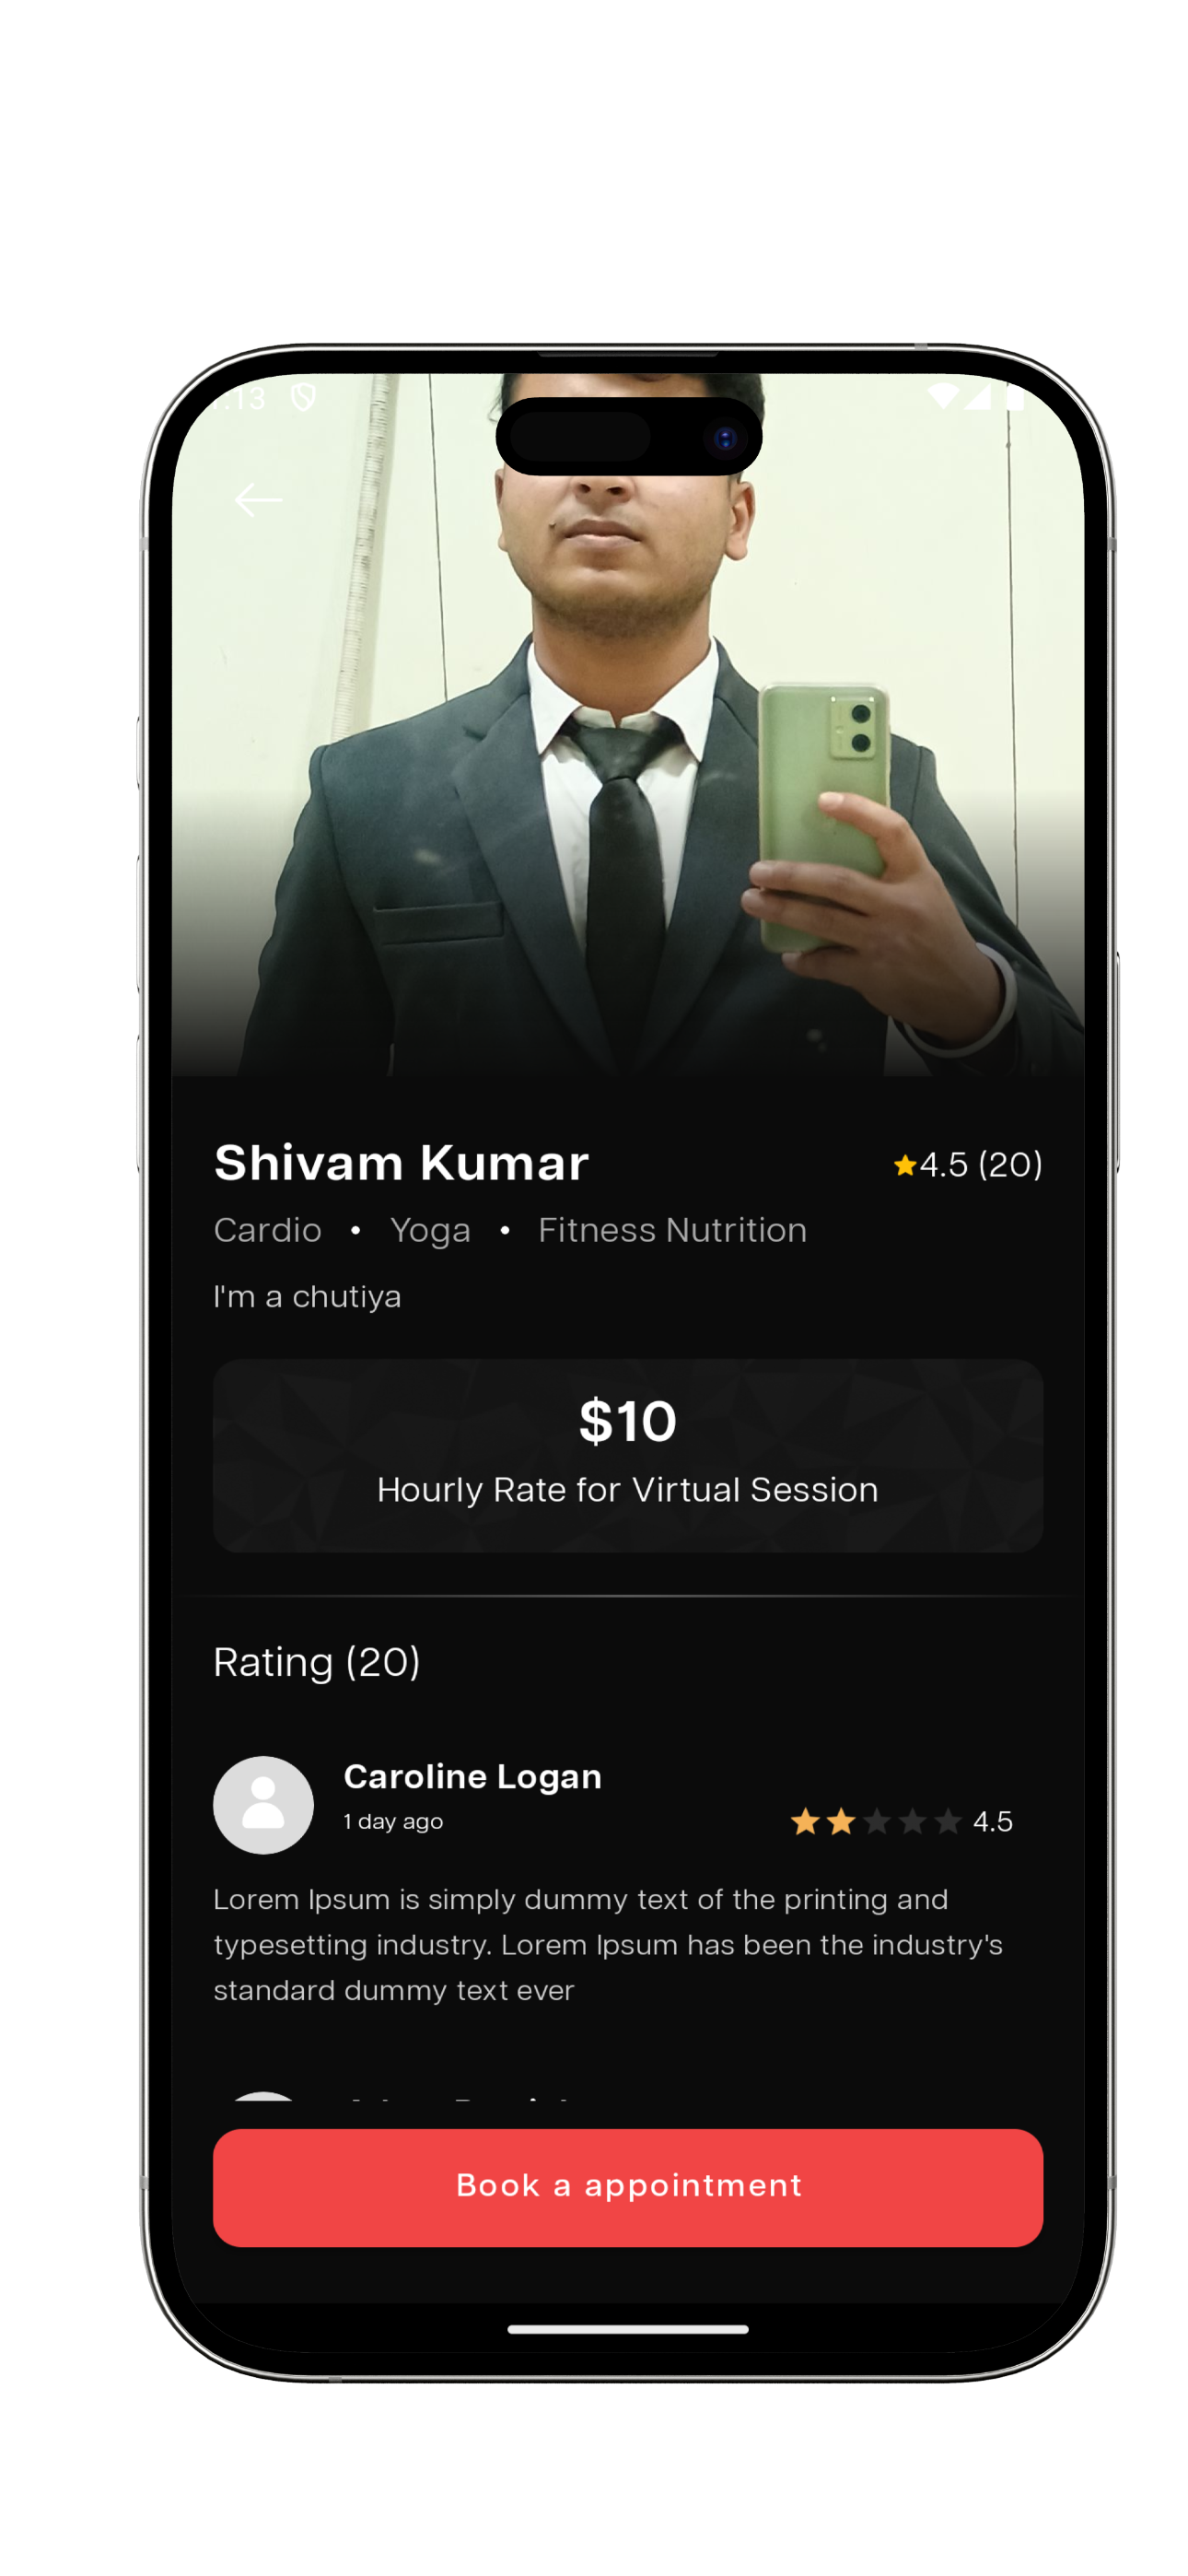 :13
Shivam Kumar
4.5 (20)
Cardio • Yoga • Fitness Nutrition
I'm a chutiya
$10
Hourly Rate for Virtual Session
Rating (20)
Caroline Logan
1 day ago
4.5
Lorem Ipsum is simply dummy text of the printing and
typesetting industry. Lorem Ipsum has been the industry's
standard dummy text ever
Book a appointment